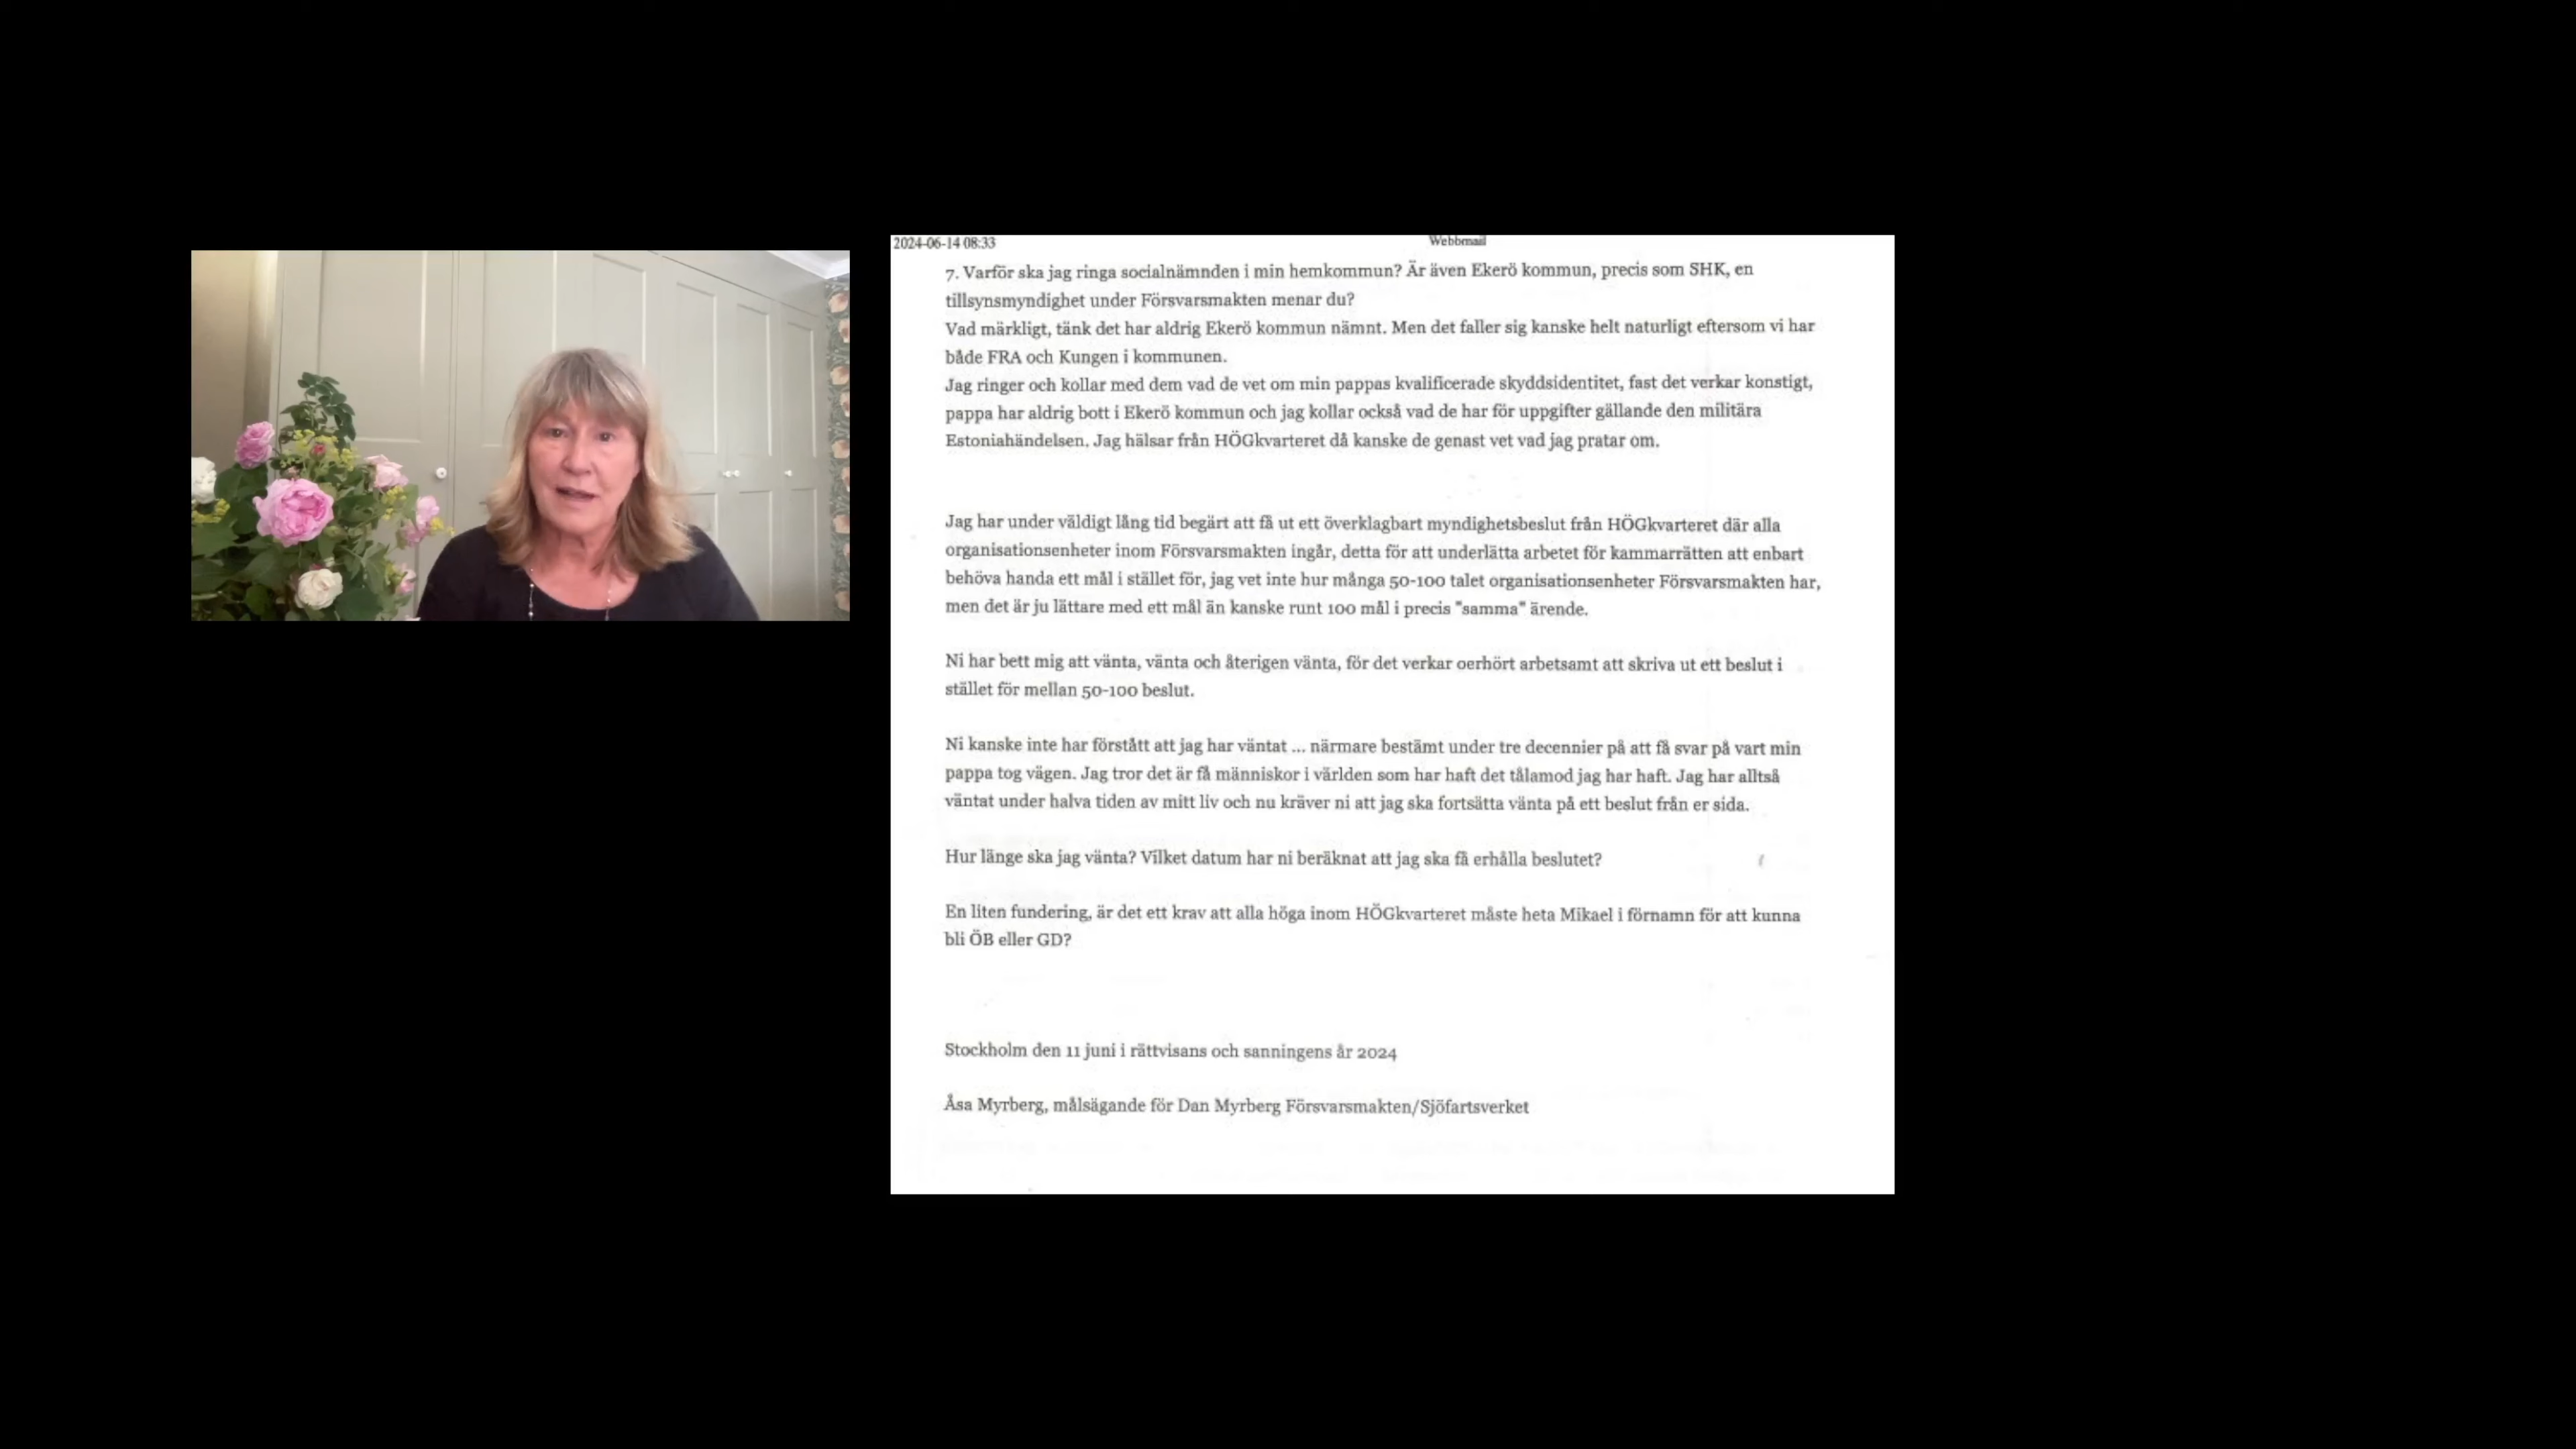 2024-06-14 08:33
Webbmail
7. Varför ska jag ringa socialnämnden i min hemkommun? Är även Ekerö kommun, precis som SHK, en
tillsynsmyndighet under Försvarsmakten menar du?
Vad märkligt, tänk det har aldrig Ekerö kommun nämnt. Men det faller sig kanske helt naturligt eftersom vi har
både FRA och Kungen i kommunen.
Jag ringer och kollar med dem vad de vet om min pappas kvalificerade skyddsidentitet, fast det verkar konstigt,
pappa har aldrig bott i Ekerö kommun och jag kollar också vad de har för uppgifter gällande den militära
Estoniahändelsen. Jag hälsar från HÖGkvarteret då kanske de genast vet vad jag pratar om.
Jag har under väldigt lång tid begärt att få ut ett överklagbart myndighetsbeslut från HÖGkvarteret där alla
organisationsenheter inom Försvarsmakten ingår, detta för att underlätta arbetet för kammarrätten att enbart
behöva handa ett mål i stället för, jag vet inte hur många 50-100 talet organisationsenheter Försvarsmakten har,
men det är ju lättare med ett mål än kanske runt 100 mål i precis "samma" ärende.
Ni har bett mig att vänta, vänta och återigen vänta, för det verkar oerhört arbetsamt att skriva ut ett beslut i
stället för mellan 50-100 beslut.
Ni kanske inte har förstått att jag har väntat ... närmare bestämt under tre decennier på att få svar på vart min
pappa tog vägen. Jag tror det är få människor i världen som har haft det tålamod jag har haft. Jag har alltså
väntat under halva tiden av mitt liv och nu kräver ni att jag ska fortsätta vänta på ett beslut från er sida.
Hur länge ska jag vänta? Vilket datum har ni beräknat att jag ska få erhålla beslutet?
En liten fundering, är det ett krav att alla höga inom HÖGkvarteret måste heta Mikael i förnamn för att kunna
bli ÖB eller GD?
Stockholm den 11 juni i rättvisans och sanningens år 2024
Åsa Myrberg, målsägande för Dan Myrberg Försvarsmakten/Sjöfartsverket